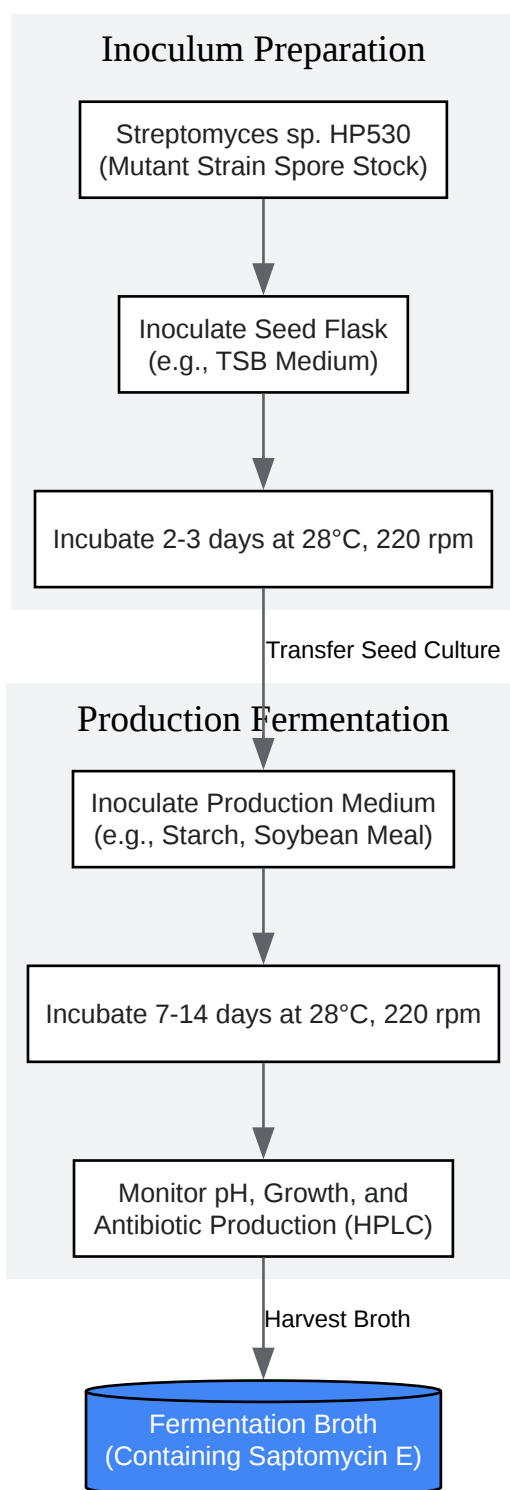 Inoculum Preparation
Streptomyces sp. HP530
(Mutant Strain Spore Stock)
Inoculate Seed Flask
(e.g., TSB Medium)
Incubate 2-3 days at 28°C, 220 rpm
Transfer Seed Culture
Production Fermentation
Inoculate Production Medium
(e.g., Starch, Soybean Meal)
Incubate 7-14 days at 28°C, 220 rpm
Monitor pH, Growth, and
Antibiotic Production (HPLC)
Harvest Broth
Fermentation Broth
(Containing Saptomycin E)